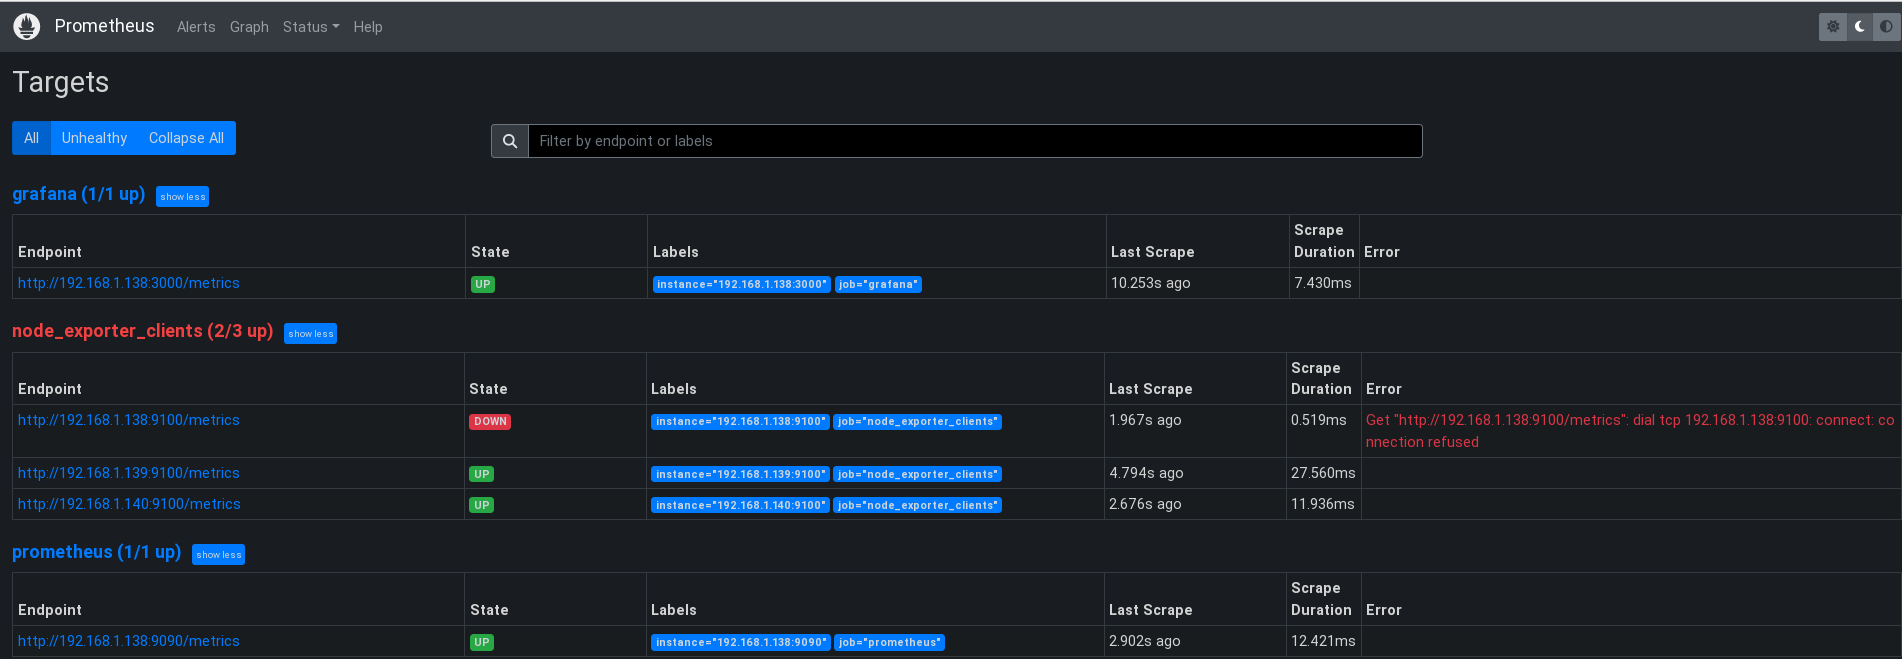 Prometheus Alerts Graph Status Help
Targets
All Unhealthy Collapse All
Filter by endpoint or labels
grafana (1/1 up) show less
Endpoint State Labels Last Scrape Scrape Duration Error
http://192.168.1.138:3000/metrics UP instance="192.168.1.138:3000" job="grafana" 10.253s ago 7.430ms
node_exporter_clients (2/3 up) show less
Endpoint State Labels Last Scrape Scrape Duration Error
http://192.168.1.138:9100/metrics DOWN instance="192.168.1.138:9100" job="node_exporter_clients" 1.967s ago 0.519ms Get "http://192.168.1.138:9100/metrics": dial tcp 192.168.1.138:9100: connect: co
nnection refused
http://192.168.1.139:9100/metrics UP instance="192.168.1.139:9100" job="node_exporter_clients" 4.794s ago 27.560ms
http://192.168.1.140:9100/metrics UP instance="192.168.1.140:9100" job="node_exporter_clients" 2.676s ago 11.936ms
prometheus (1/1 up) show less
Endpoint State Labels Last Scrape Scrape Duration Error
http://192.168.1.138:9090/metrics UP instance="192.168.1.138:9090" job="prometheus" 2.902s ago 12.421ms